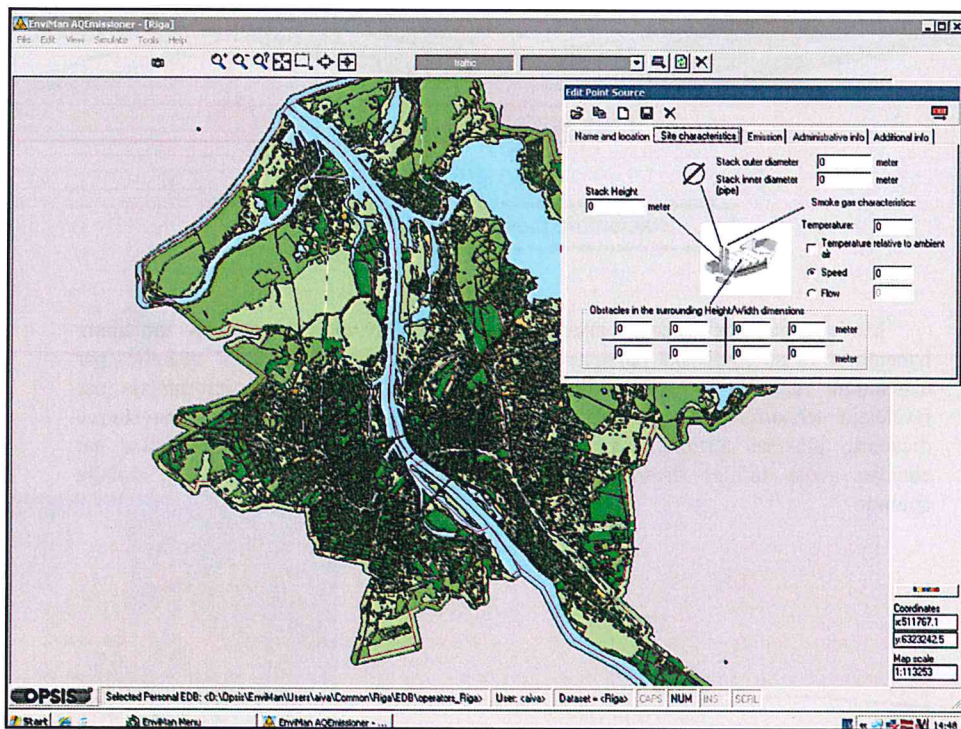 EnviMan AQEmissioner - [Riga]
File Edit View Simulate Tools Help
traffic
Edit Point Source
Name and location Site characteristics Emission Administrative info Additional info
Stack outer diameter 0 meter
Stack inner diameter (pipe) 0 meter
Stack Height
0 meter
Smoke gas characteristics:
Temperature: 0
Temperature relative to ambient air
Speed 0
Flow 0
Obstacles in the surrounding Height/Width dimensions
0 0 0 0 meter
0 0 0 0 meter
Coordinates
x:511767.1
y:6323242.5
Map scale
1:113253
OPSIS Selected Personal EDB: <D:\Opsis\EnviMan\Users\aiva\Common\Riga\EDB\operators_Riga> User: <aiva> Dataset = <Riga> CAPS NUM INS SCRL
Start EnviMan Menu EnviMan AQEmissioner - ... 14:48